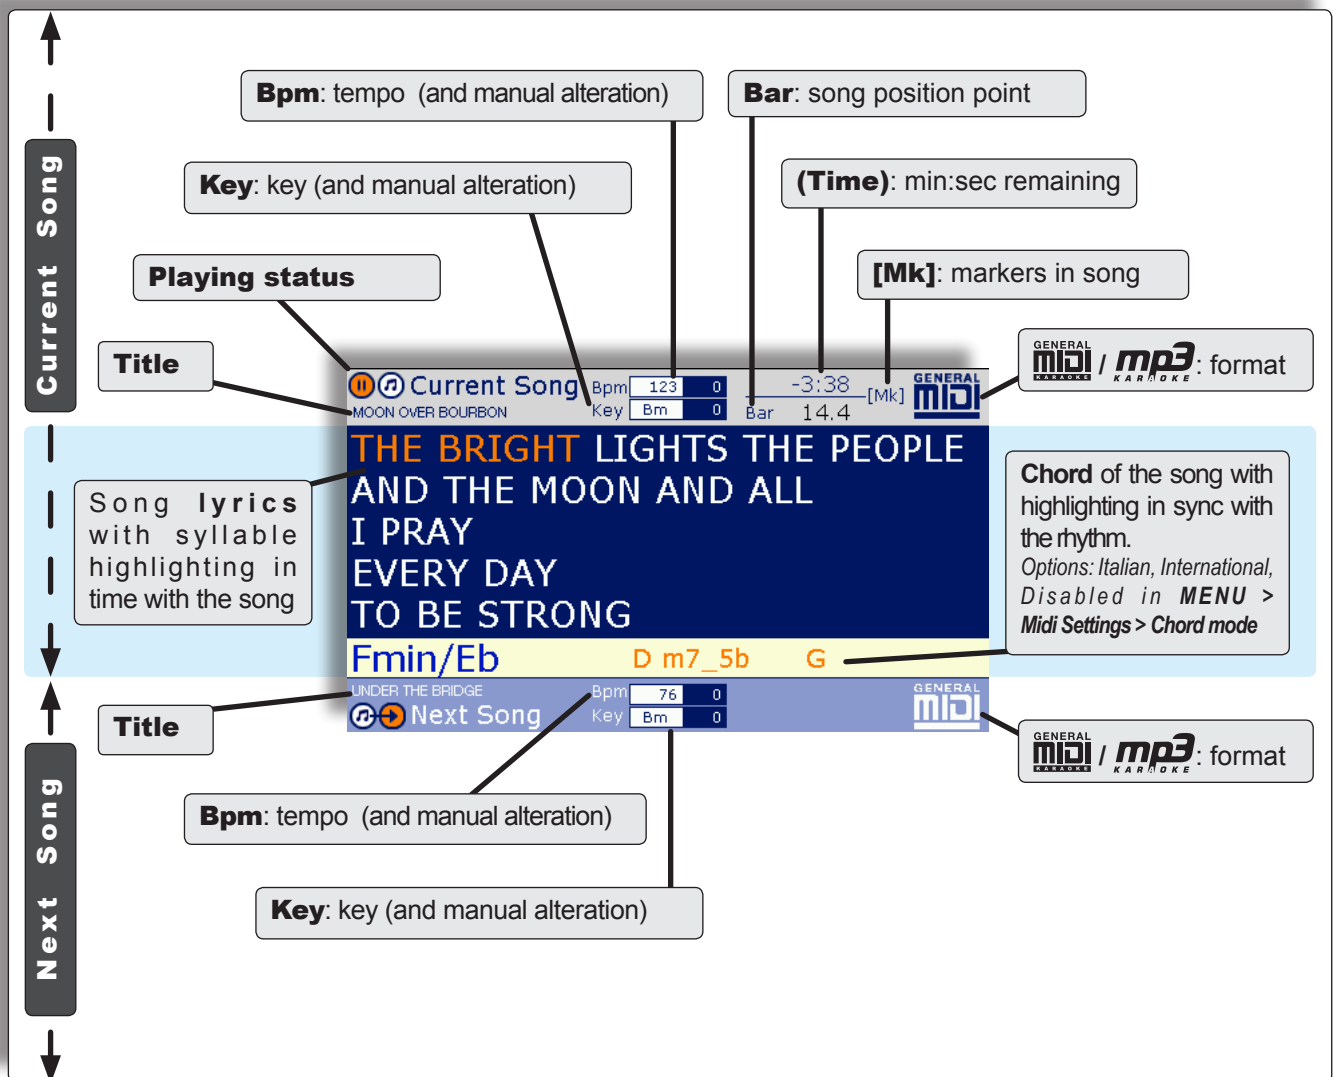 Current Song
Bpm: tempo (and manual alteration)
Bar: song position point
Key: key (and manual alteration)
(Time): min:sec remaining
Playing status
[Mk]: markers in song
Title
GENERAL MIDI KARAOKE / mp3 KARAOKE : format
Current Song
Bpm 123 0
-3:38
[Mk]
GENERAL MIDI
MOON OVER BOURBON
Key Bm 0
Bar 14.4
THE BRIGHT LIGHTS THE PEOPLE
AND THE MOON AND ALL
I PRAY
EVERY DAY
TO BE STRONG
Song lyrics
with syllable
highlighting in
time with the song
Chord of the song with
highlighting in sync with
the rhythm.
Options: Italian, International,
Disabled in MENU >
Midi Settings > Chord mode
Fmin/Eb D m7_5b G
UNDER THE BRIDGE
Bpm 76 0
GENERAL MIDI
Next Song
Key Bm 0
Title
GENERAL MIDI KARAOKE / mp3 KARAOKE : format
Next Song
Bpm: tempo (and manual alteration)
Key: key (and manual alteration)